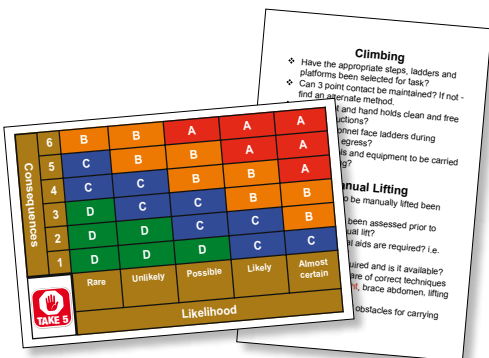 Climbing
Have the appropriate steps, ladders and
platforms been selected for task?
Can 3 point contact be maintained? If not -
find an alternate method.
t and hand holds clean and free
uctions?
onnel face ladders during
egress?
ls and equipment to be carried
g?
anual Lifting
o be manually lifted been
been assessed prior to
ual lift?
al aids are required? i.e.
uired and is it available?
are of correct techniques
nt, brace abdomen, lifting
obstacles for carrying
Consequences
6 B B A A A
5 C B B A A
4 C C B B A
3 D C C B B
2 D D C C B
1 D D D C C
Rare Unlikely Possible Likely Almost
certain
Likelihood
TAKE 5